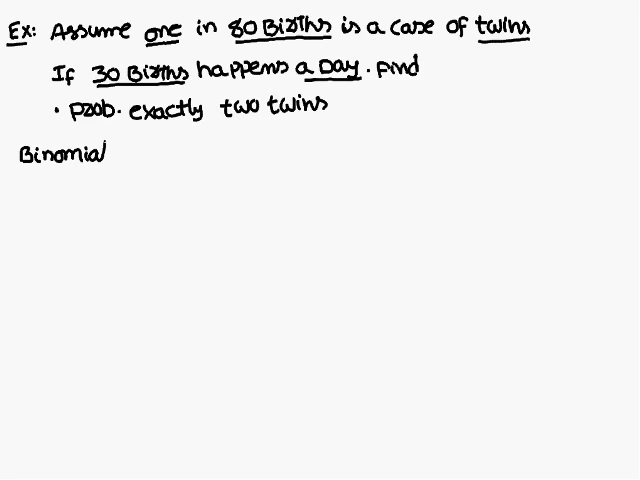 Ex: Assume one in 80 Births is a case of twins
If 30 Births happens a Day. Find
• Prob. exactly two twins
Binomial